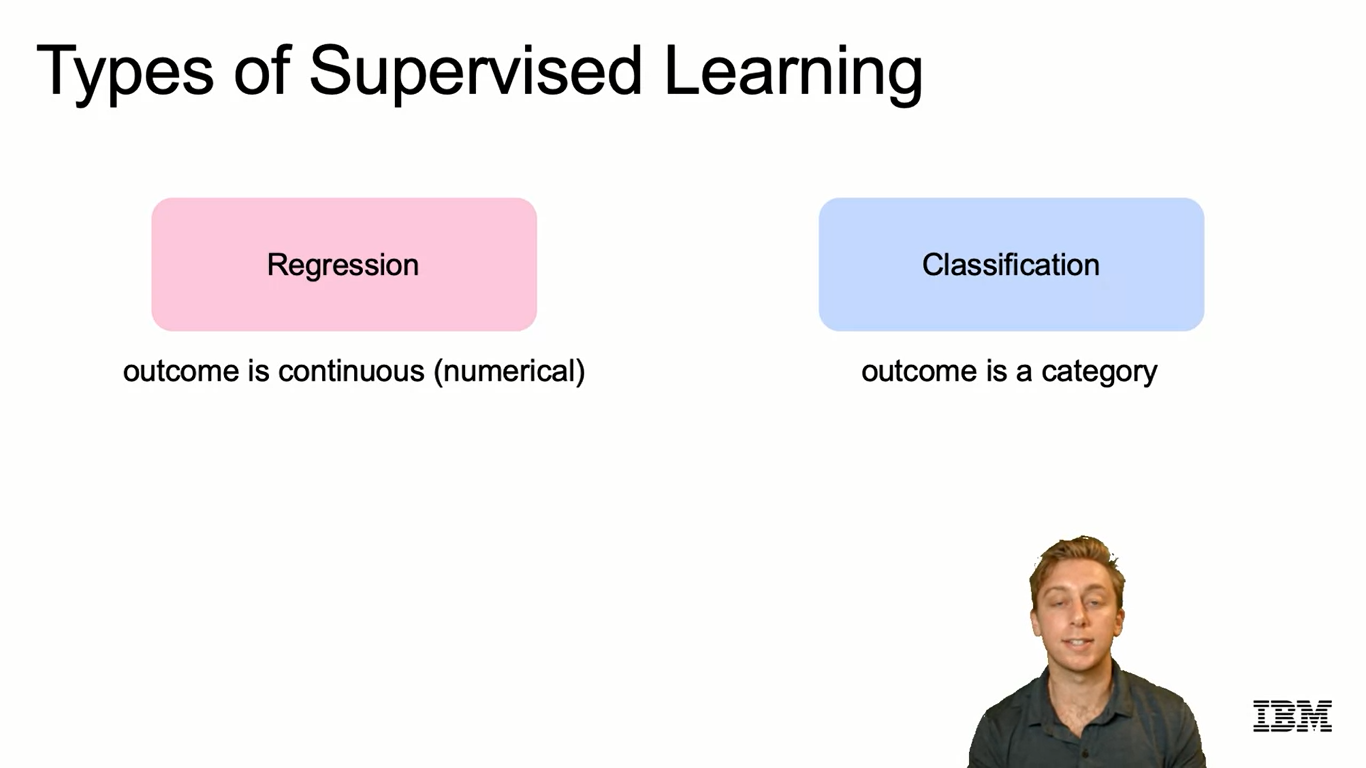 Types of Supervised Learning
Regression
Classification
outcome is continuous (numerical)
outcome is a category
IBM